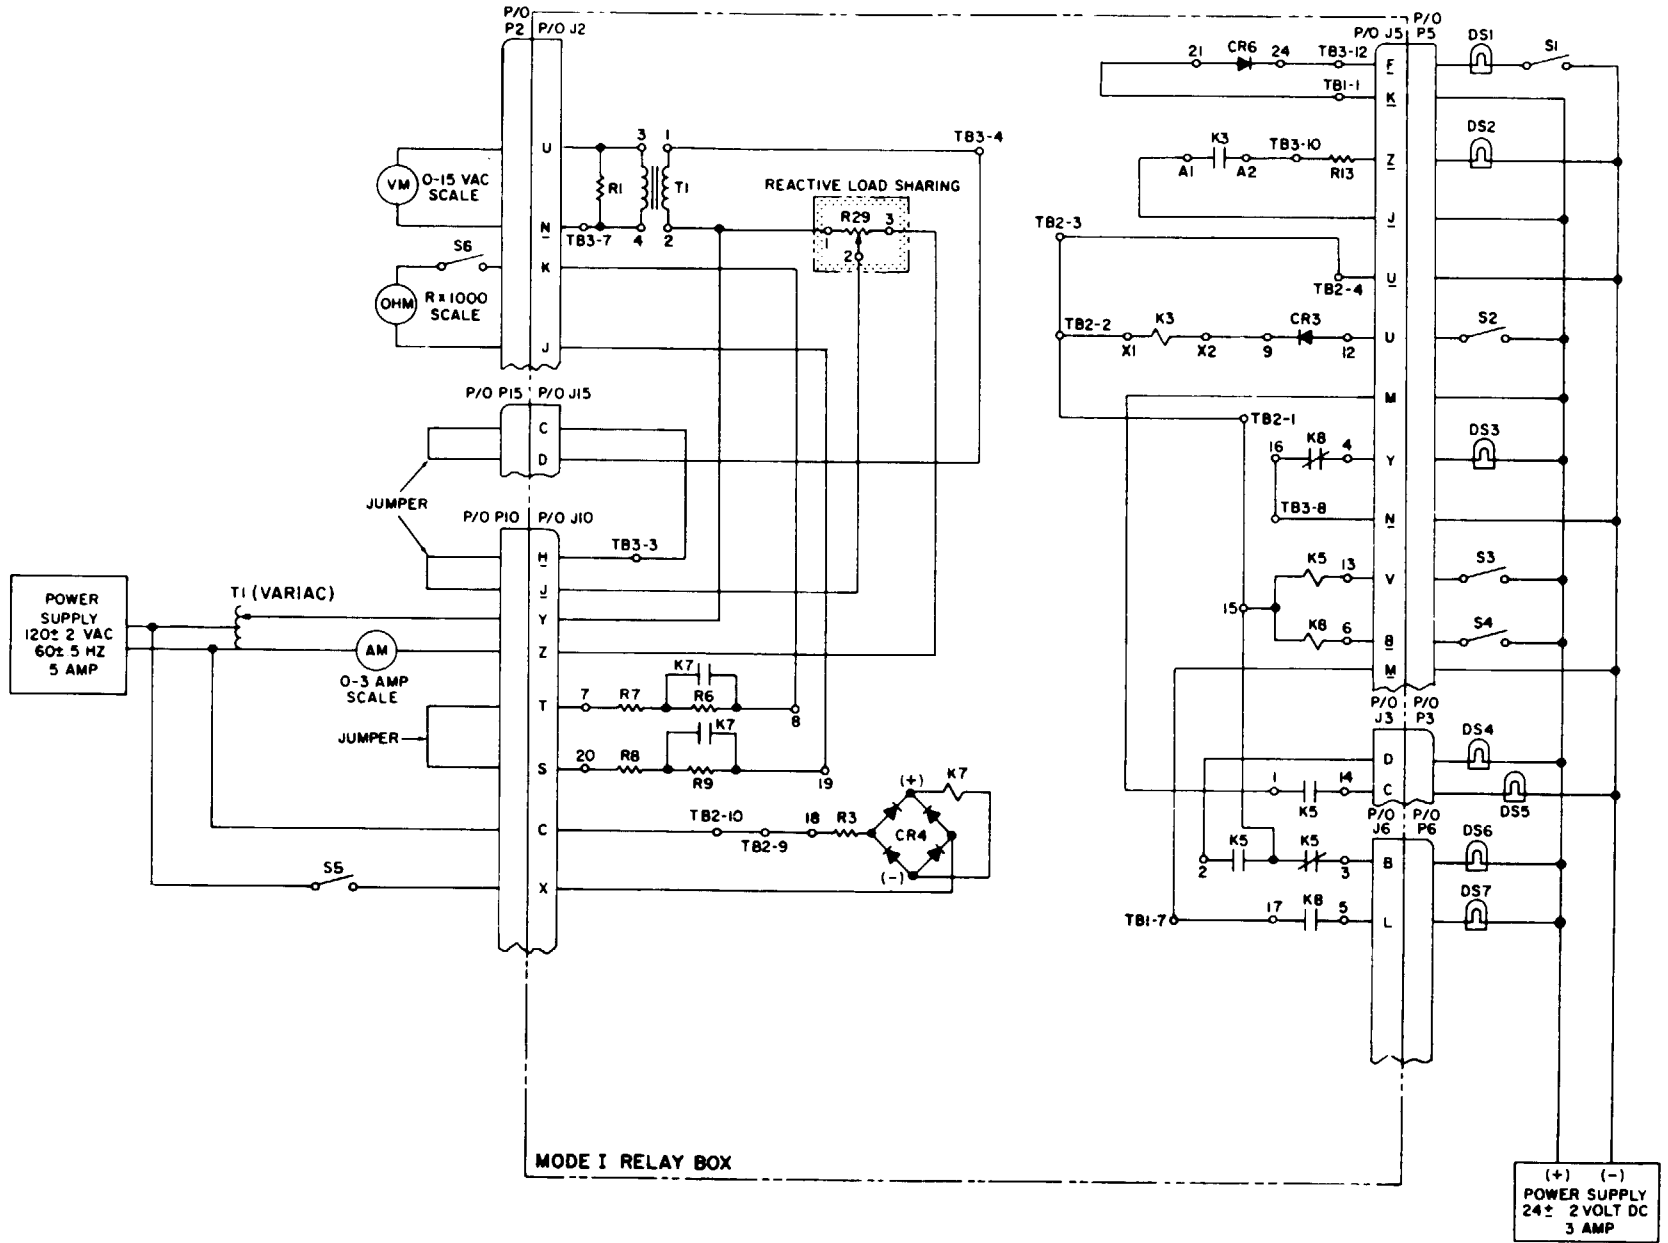 P/O
P2 P/O J2
U
3
1
TB3-4
VM
0-15 VAC
SCALE
R1
T1
REACTIVE LOAD SHARING
R29
1
3
2
N
TB3-7
4
2
S6
K
OHM
R x 1000
SCALE
J
P/O P15 P/O J15
C
D
JUMPER
P/O P10 P/O J10
H
TB3-3
J
T1 (VARIAC)
Y
POWER
SUPPLY
120± 2 VAC
60± 5 HZ
5 AMP
AM
0-3 AMP
SCALE
Z
K7
T
7
R7
R6
8
JUMPER
K7
S
20
R8
R9
19
(+)
K7
C
TB2-10
TB2-9
18
R3
CR4
(-)
S5
X
MODE I RELAY BOX
P/O
P/O J5 P5
21
CR6
24
TB3-12
F
DS1
S1
TB1-1
K
K3
TB3-10
A1
A2
R13
Z
DS2
J
TB2-3
TB2-4
U
TB2-2
K3
X1
X2
9
CR3
12
U
S2
M
TB2-1
16
K8
4
Y
DS3
TB3-8
N
K5
13
V
S3
15
K8
6
B
S4
M
P/O P/O
J3 P3
D
DS4
1
14
K5
C
DS5
P/O P/O
J6 P6
K5
K5
2
3
B
DS6
TB1-7
17
K8
5
L
DS7
(+) (-)
POWER SUPPLY
24± 2 VOLT DC
3 AMP